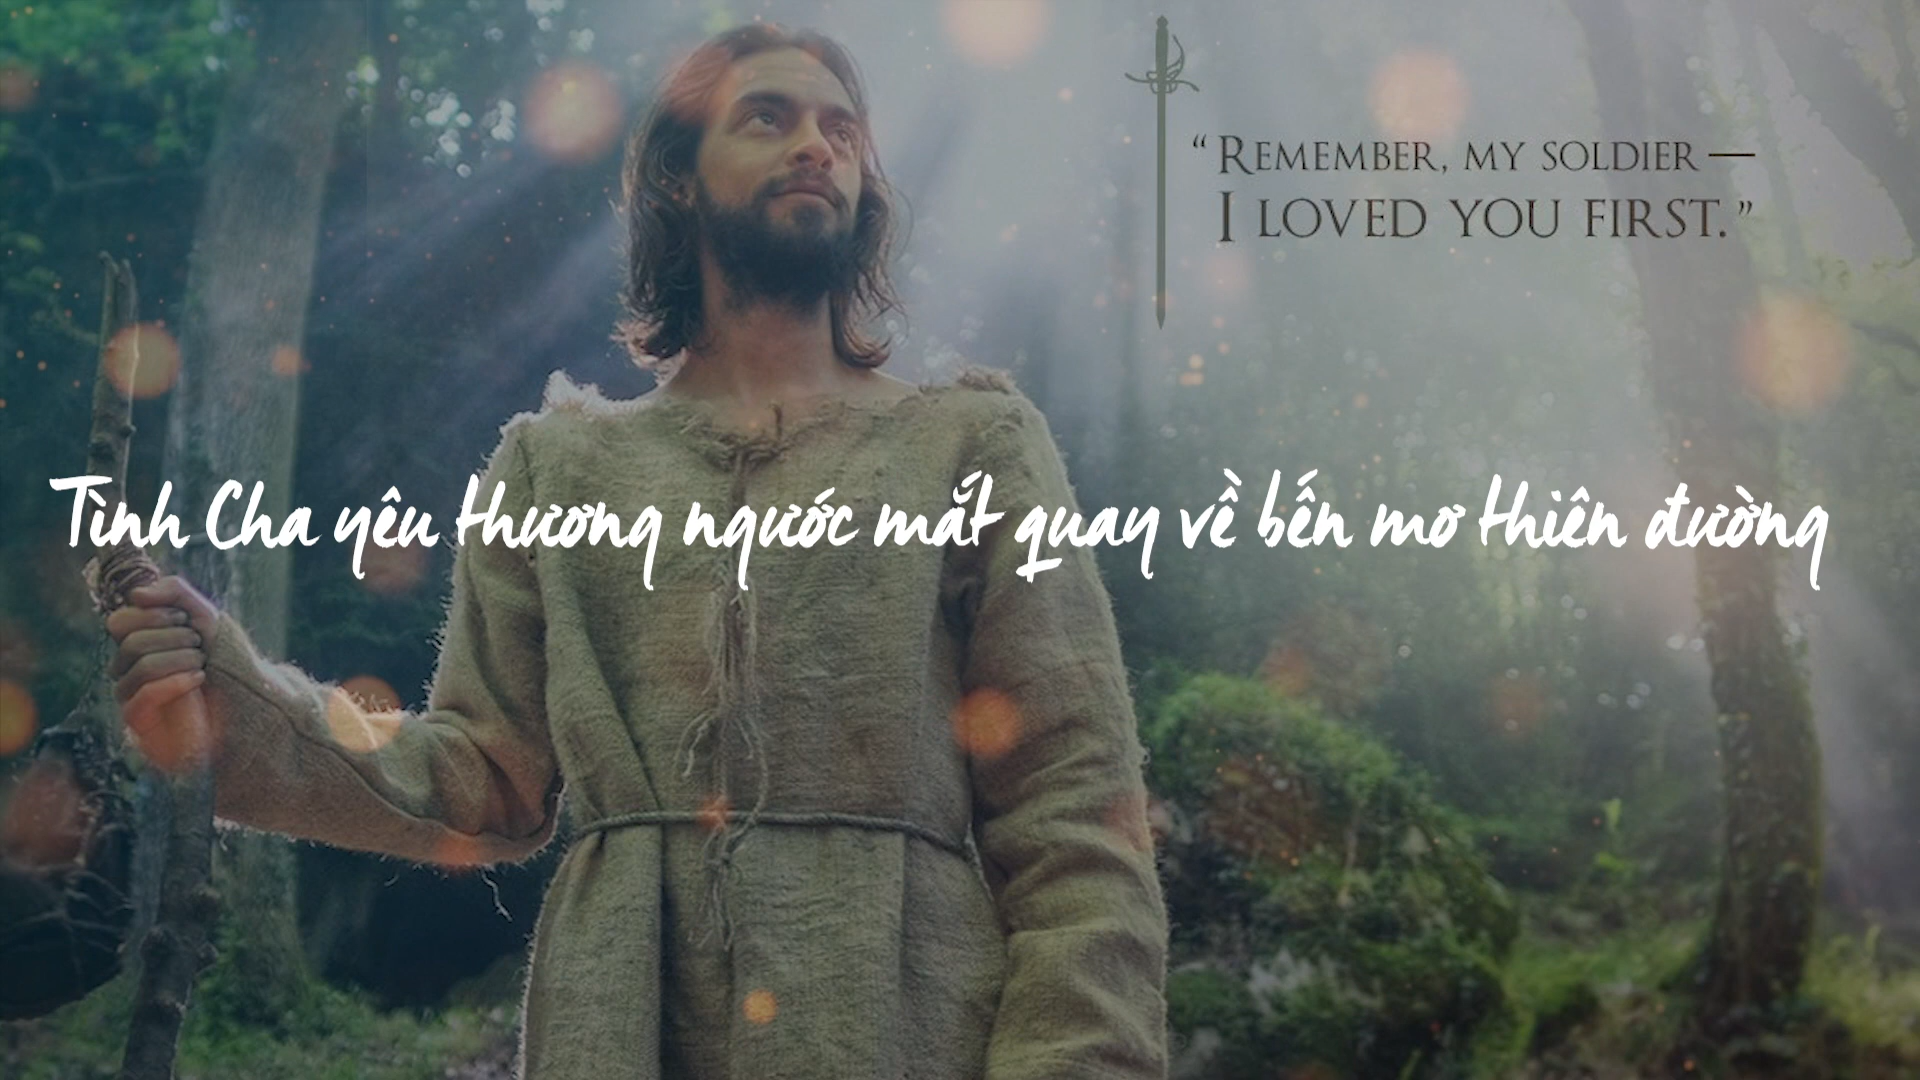 “Remember, my soldier—
I loved you first.”
Tình Cha yêu thương ngước mắt quay về bến mơ thiên đường